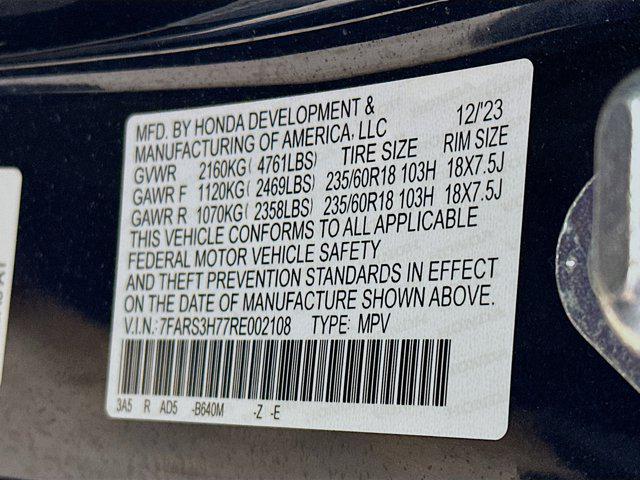 MFD. BY HONDA DEVELOPMENT & 12/'23
MANUFACTURING OF AMERICA, LLC
GVWR 2160KG( 4761LBS) TIRE SIZE RIM SIZE
GAWR F 1120KG( 2469LBS) 235/60R18 103H 18X7.5J
GAWR R 1070KG( 2358LBS) 235/60R18 103H 18X7.5J
THIS VEHICLE CONFORMS TO ALL APPLICABLE
FEDERAL MOTOR VEHICLE SAFETY
AND THEFT PREVENTION STANDARDS IN EFFECT
ON THE DATE OF MANUFACTURE SHOWN ABOVE.
V.I.N.: 7FARS3H77RE002108 TYPE: MPV
3A5 R AD5 -B640M -Z -E